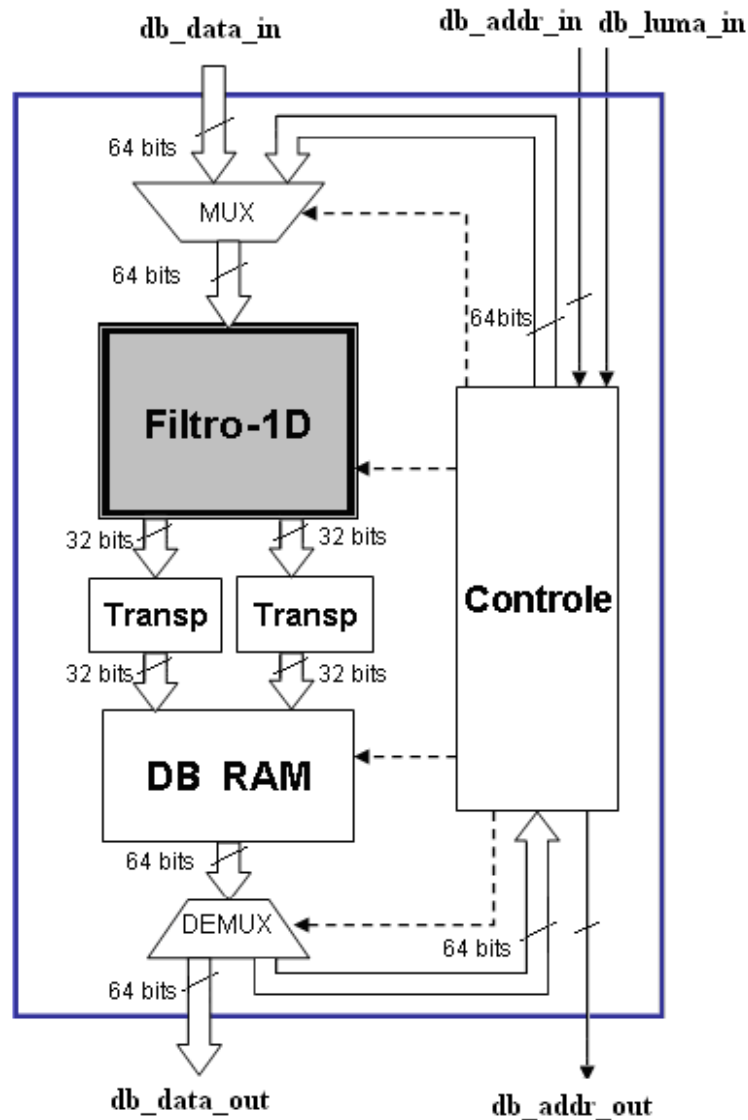 db_data_in
db_addr_in
db_luma_in
64 bits
MUX
64 bits
64bits
Filtro-1D
32 bits
32 bits
Transp
Transp
Controle
32 bits
32 bits
DB RAM
64 bits
DEMUX
64 bits
64 bits
db_data_out
db_addr_out